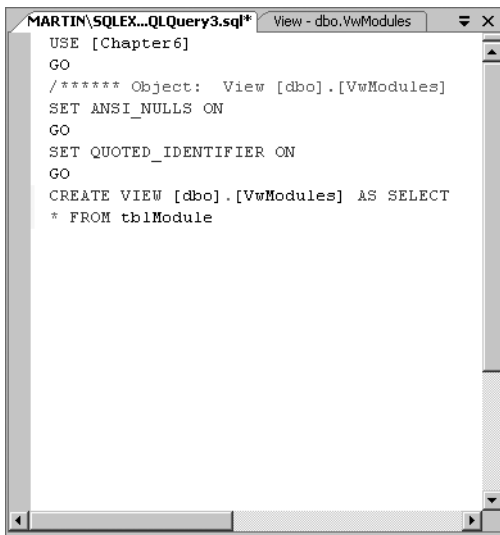 MARTIN\SQLEX...QLQuery3.sql* View - dbo.VwModules
USE [Chapter6]
GO
/****** Object:  View [dbo].[VwModules]
SET ANSI_NULLS ON
GO
SET QUOTED_IDENTIFIER ON
GO
CREATE VIEW [dbo].[VwModules] AS SELECT
* FROM tblModule